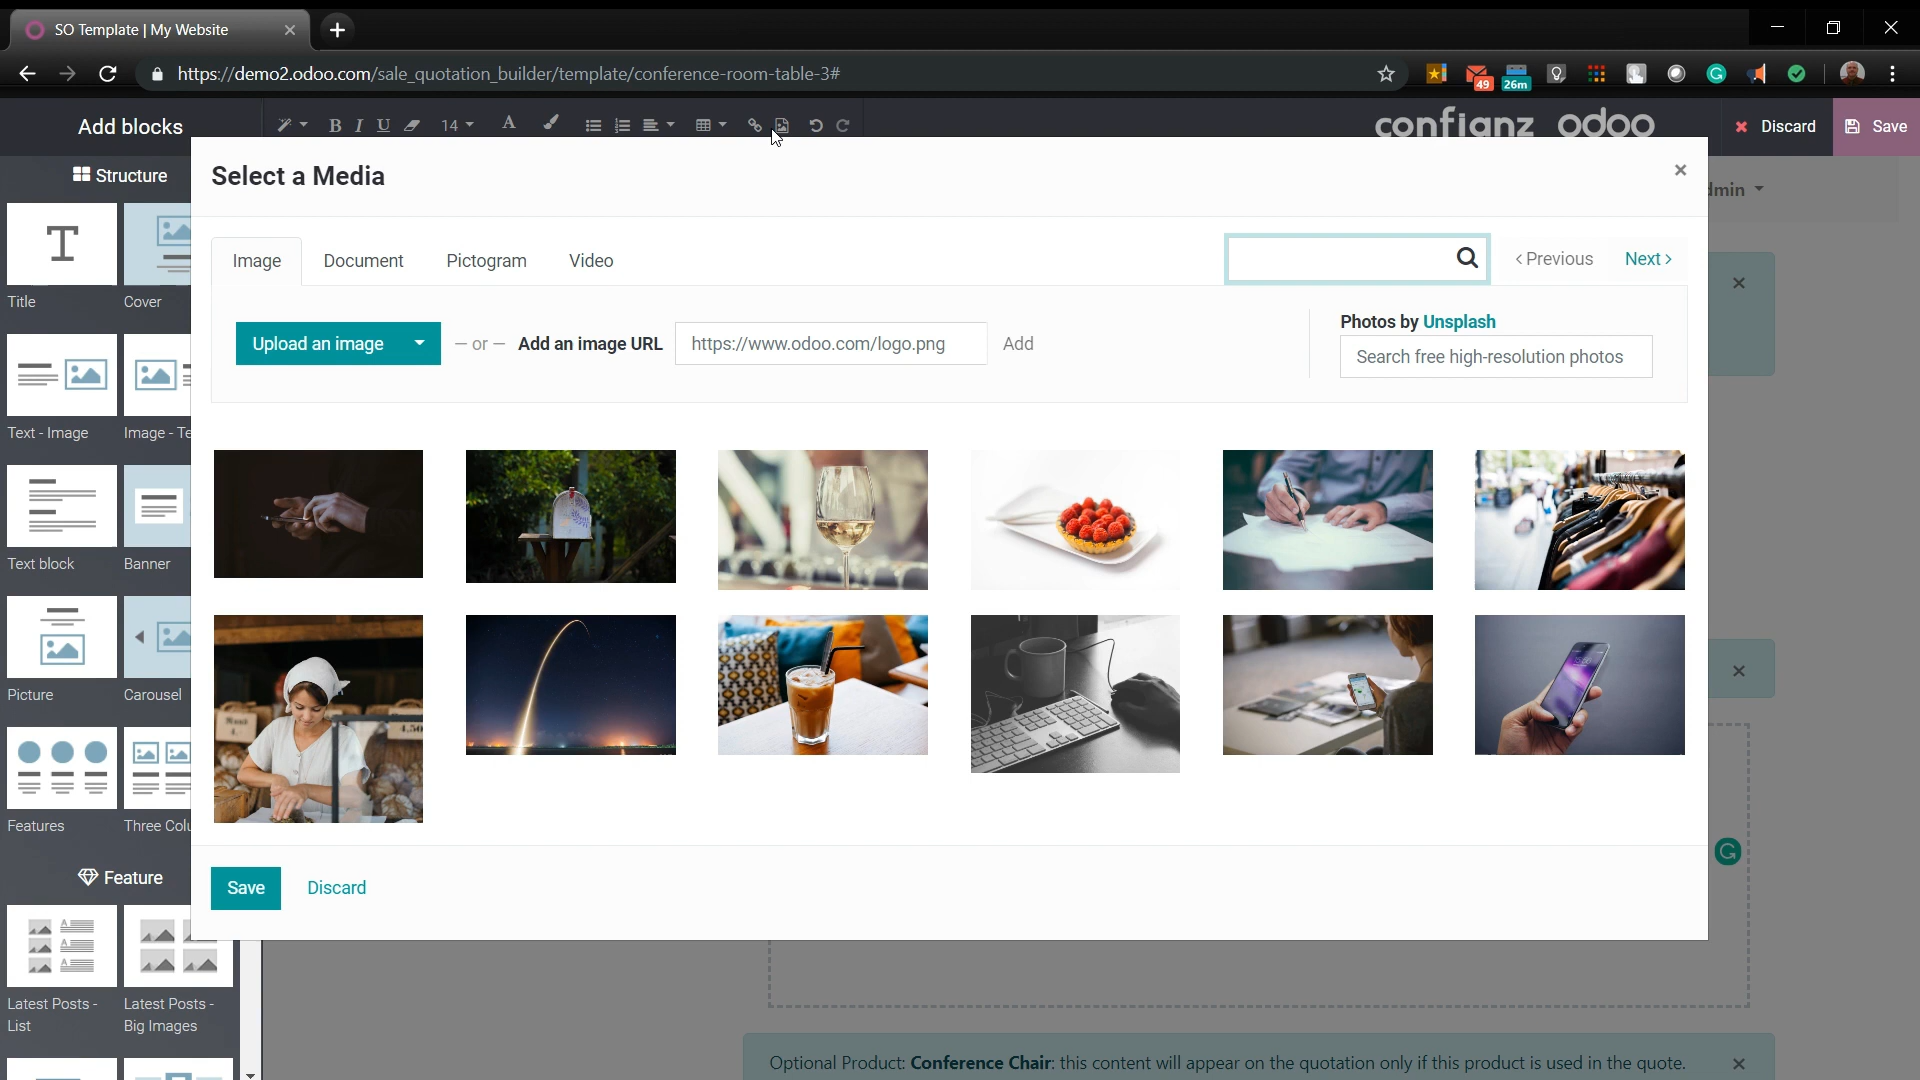 SO Template | My Website
https://demo2.odoo.com/sale_quotation_builder/template/conference-room-table-3#
49
26m
Add blocks
B I U
14
A
confianz odoo
Discard
Save
Structure
Title
Cover
Text - Image
Image - Te
Text block
Banner
Picture
Carousel
Features
Three Colu
Feature
Latest Posts - List
Latest Posts - Big Images
Select a Media
Image
Document
Pictogram
Video
Previous
Next
Upload an image
— or —
Add an image URL
https://www.odoo.com/logo.png
Add
Photos by Unsplash
Search free high-resolution photos
4.50
Save
Discard
Optional Product: Conference Chair: this content will appear on the quotation only if this product is used in the quote.